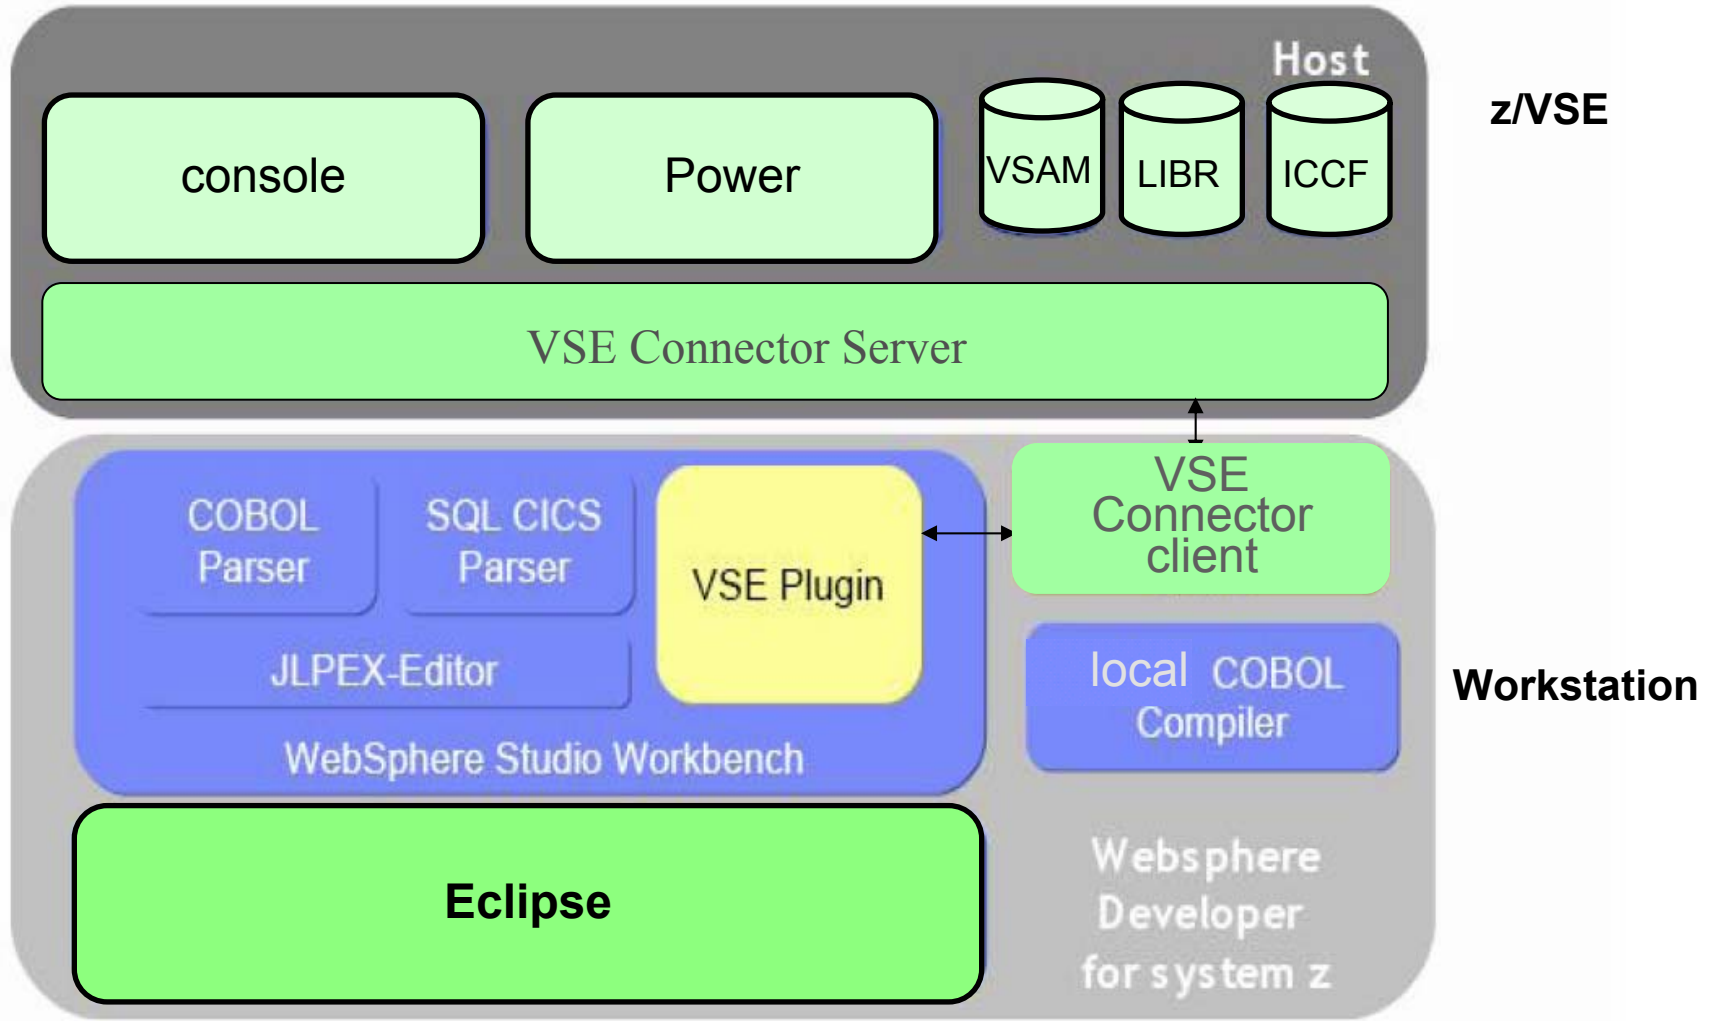 Host
z/VSE
console
Power
VSAM
LIBR
ICCF
VSE Connector Server
COBOL
Parser
SQL CICS
Parser
VSE Plugin
VSE
Connector
client
JLPEX-Editor
WebSphere Studio Workbench
local COBOL
Compiler
Workstation
Eclipse
Websphere
Developer
for system z